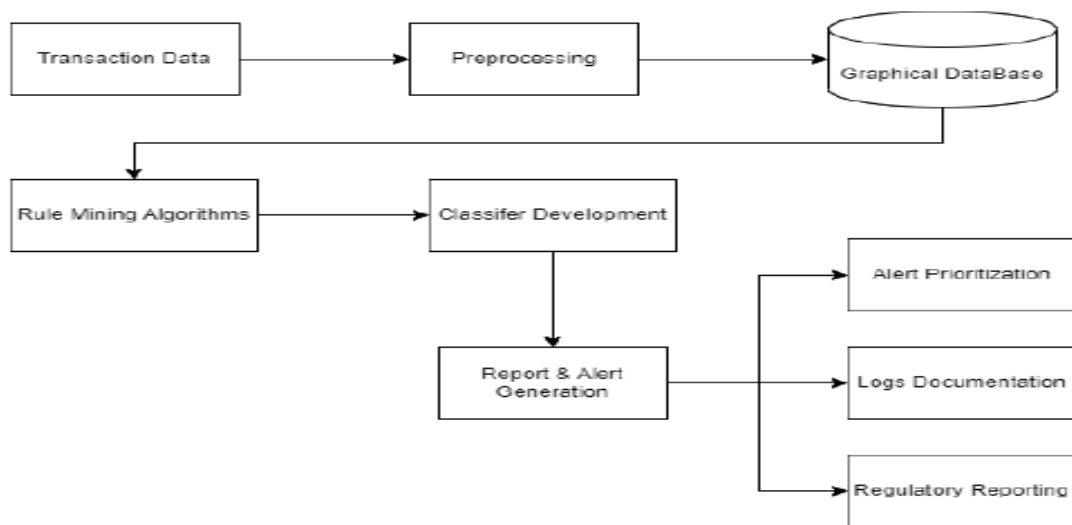 Transaction Data
Preprocessing
Graphical DataBase
Rule Mining Algorithms
Classifer Development
Alert Prioritization
Report & Alert
Generation
Logs Documentation
Regulatory Reporting